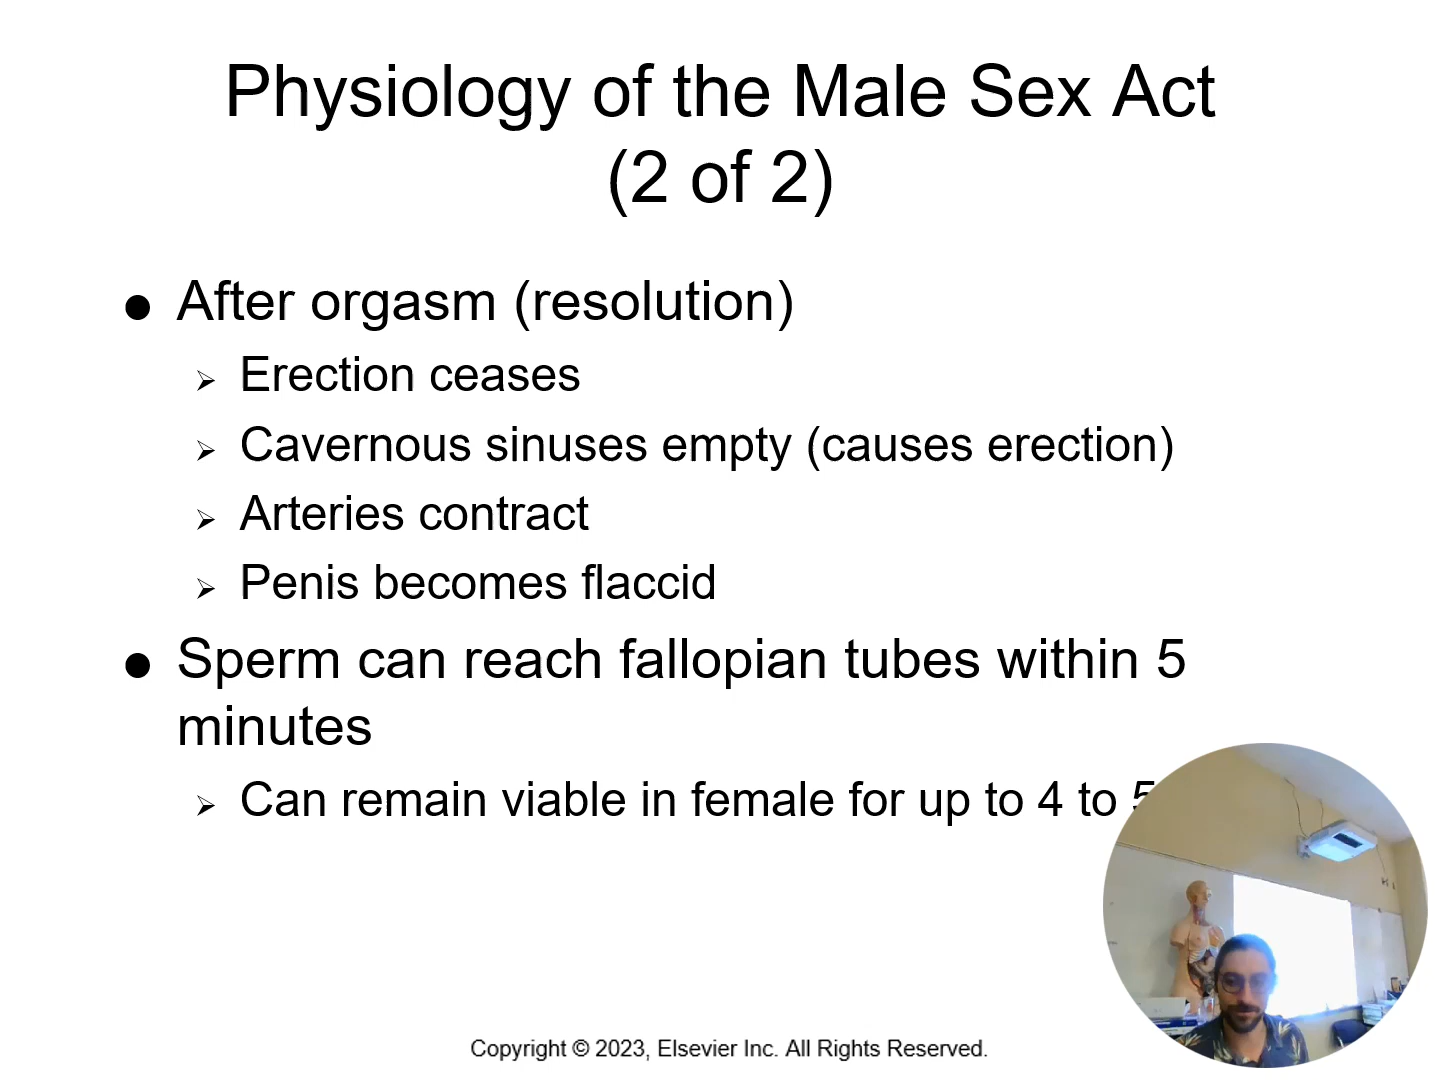 Physiology of the Male Sex Act
(2 of 2)
● After orgasm (resolution)
➢ Erection ceases
➢ Cavernous sinuses empty (causes erection)
➢ Arteries contract
➢ Penis becomes flaccid
● Sperm can reach fallopian tubes within 5
minutes
➢ Can remain viable in female for up to 4 to 5
Copyright © 2023, Elsevier Inc. All Rights Reserved.